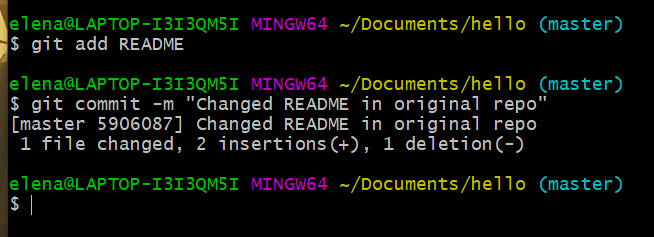 elena@LAPTOP-I3I3QM5I MINGW64 ~/Documents/hello (master)
$ git add README
elena@LAPTOP-I3I3QM5I MINGW64 ~/Documents/hello (master)
$ git commit -m "Changed README in original repo"
[master 5906087] Changed README in original repo
 1 file changed, 2 insertions(+), 1 deletion(-)
elena@LAPTOP-I3I3QM5I MINGW64 ~/Documents/hello (master)
$